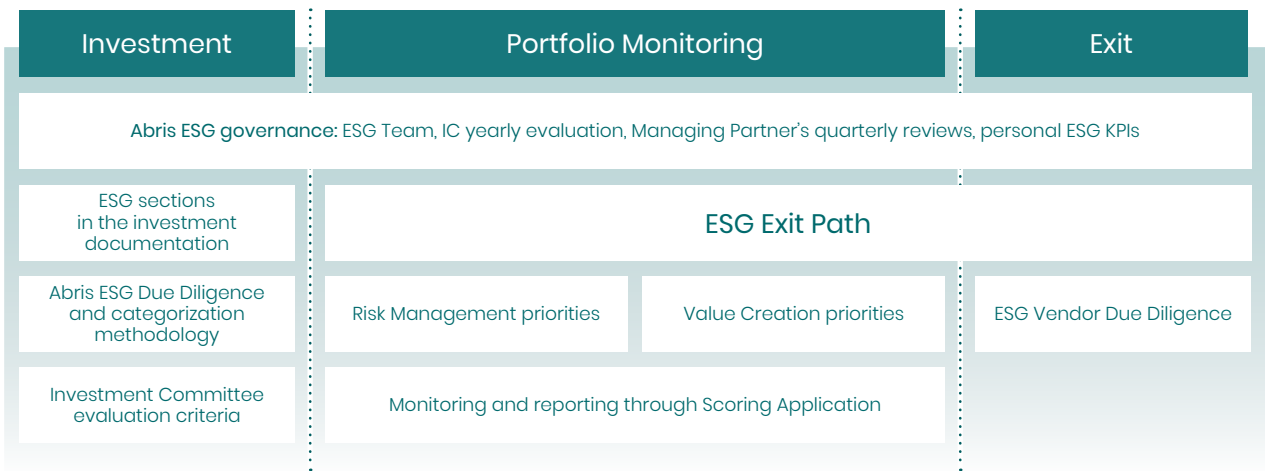 Investment
Portfolio Monitoring
Exit
Abris ESG governance: ESG Team, IC yearly evaluation, Managing Partner's quarterly reviews, personal ESG KPIs
ESG sections
in the investment
documentation
ESG Exit Path
Abris ESG Due Diligence
and categorization
methodology
Risk Management priorities
Value Creation priorities
ESG Vendor Due Diligence
Investment Committee
evaluation criteria
Monitoring and reporting through Scoring Application